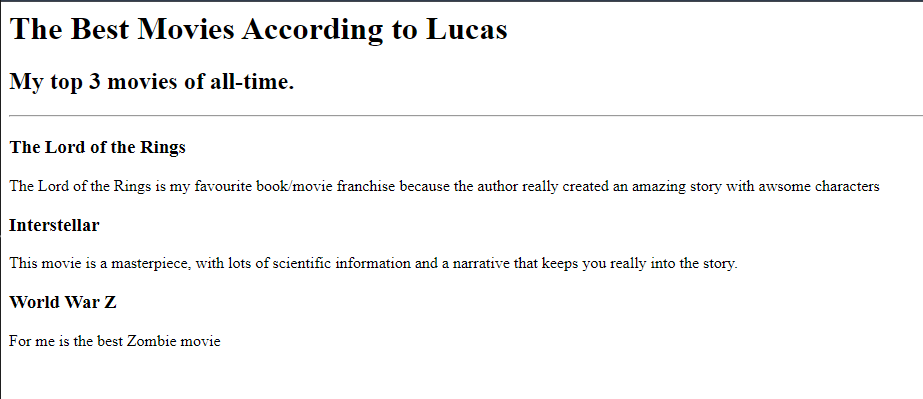 The Best Movies According to Lucas
My top 3 movies of all-time.
The Lord of the Rings
The Lord of the Rings is my favourite book/movie franchise because the author really created an amazing story with awsome characters
Interstellar
This movie is a masterpiece, with lots of scientific information and a narrative that keeps you really into the story.
World War Z
For me is the best Zombie movie